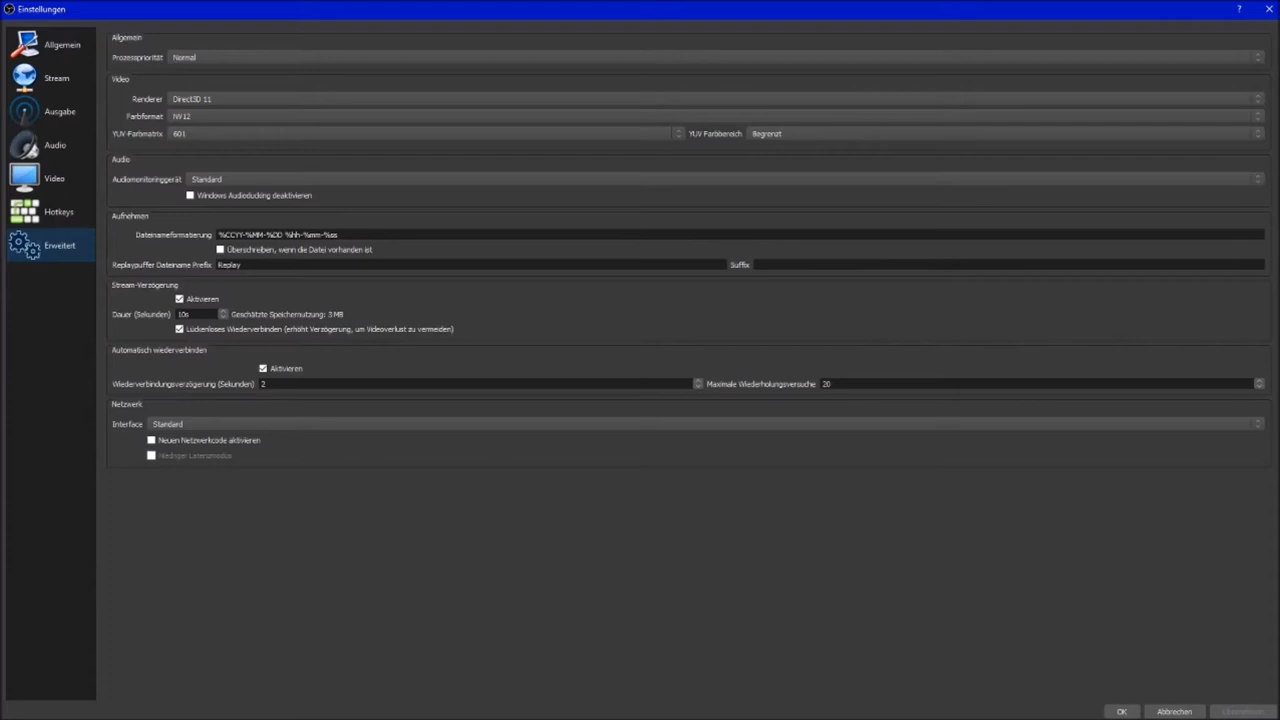 Einstellungen
? ×
Allgemein
Stream
Ausgabe
Audio
Video
Hotkeys
Erweitert
Allgemein
Prozesspriorität Normal
Video
Renderer Direct3D 11
Farbformat NV12
YUV-Farbmatrix 601 YUV Farbbereich Begrenzt
Audio
Audiomonitoringgerät Standard
Windows Audioducking deaktivieren
Aufnehmen
Dateinameformatierung %CCYY-%MM-%DD %hh-%mm-%ss
Überschreiben, wenn die Datei vorhanden ist
Replaypuffer Dateiname Prefix Replay Suffix
Stream-Verzögerung
Aktivieren
Dauer (Sekunden) 10s Geschätzte Speichernutzung: 3 MB
Lückenloses Wiederverbinden (erhöht Verzögerung, um Videoverlust zu vermeiden)
Automatisch wiederverbinden
Aktivieren
Wiederverbindungsverzögerung (Sekunden) 2 Maximale Wiederholungsversuche 20
Netzwerk
Interface Standard
Neuen Netzwerkcode aktivieren
Niedriger Latenzmodus
OK Abbrechen